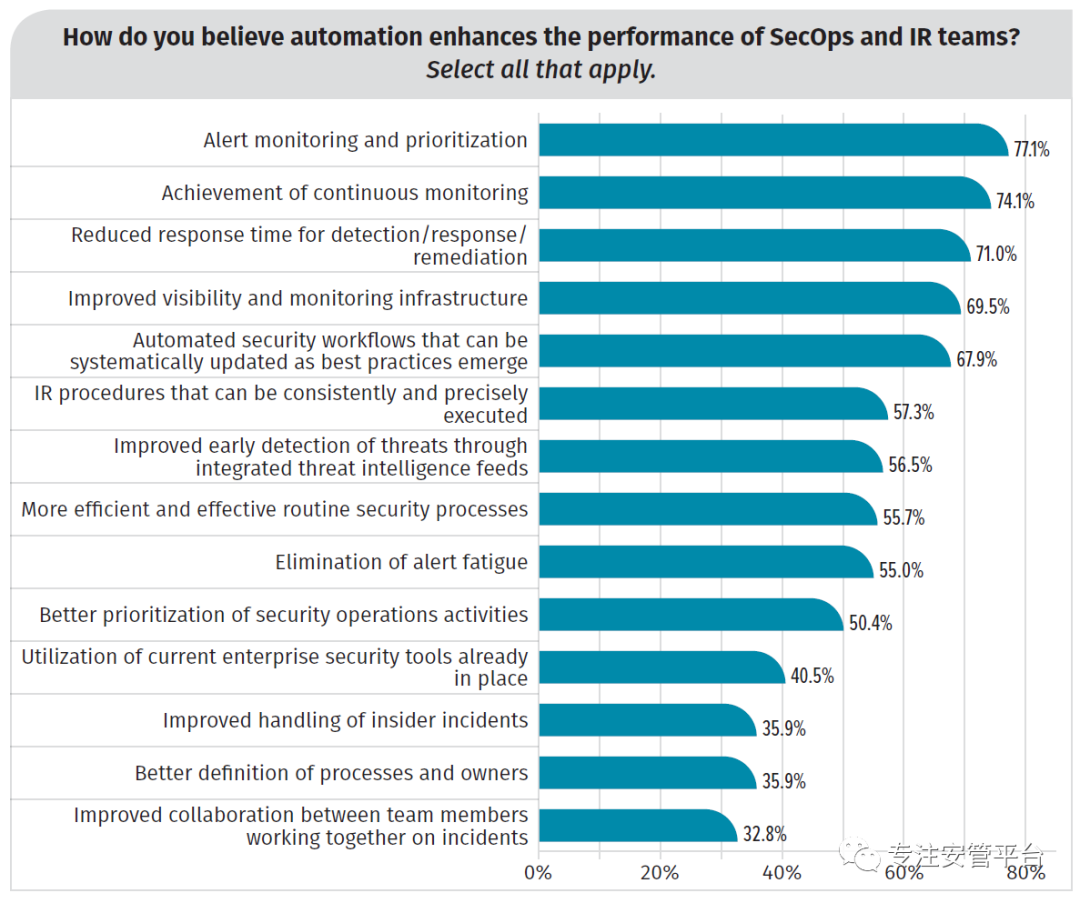 How do you believe automation enhances the performance of SecOps and IR teams?
Select all that apply.
Alert monitoring and prioritization
77.1%
Achievement of continuous monitoring
74.1%
Reduced response time for detection/response/
remediation
71.0%
Improved visibility and monitoring infrastructure
69.5%
Automated security workflows that can be
systematically updated as best practices emerge
67.9%
IR procedures that can be consistently and precisely
executed
57.3%
Improved early detection of threats through
integrated threat intelligence feeds
56.5%
More efficient and effective routine security processes
55.7%
Elimination of alert fatigue
55.0%
Better prioritization of security operations activities
50.4%
Utilization of current enterprise security tools already
in place
40.5%
Improved handling of insider incidents
35.9%
Better definition of processes and owners
35.9%
Improved collaboration between team members
working together on incidents
32.8%
专注安管平台
0% 20% 40% 60% 80%